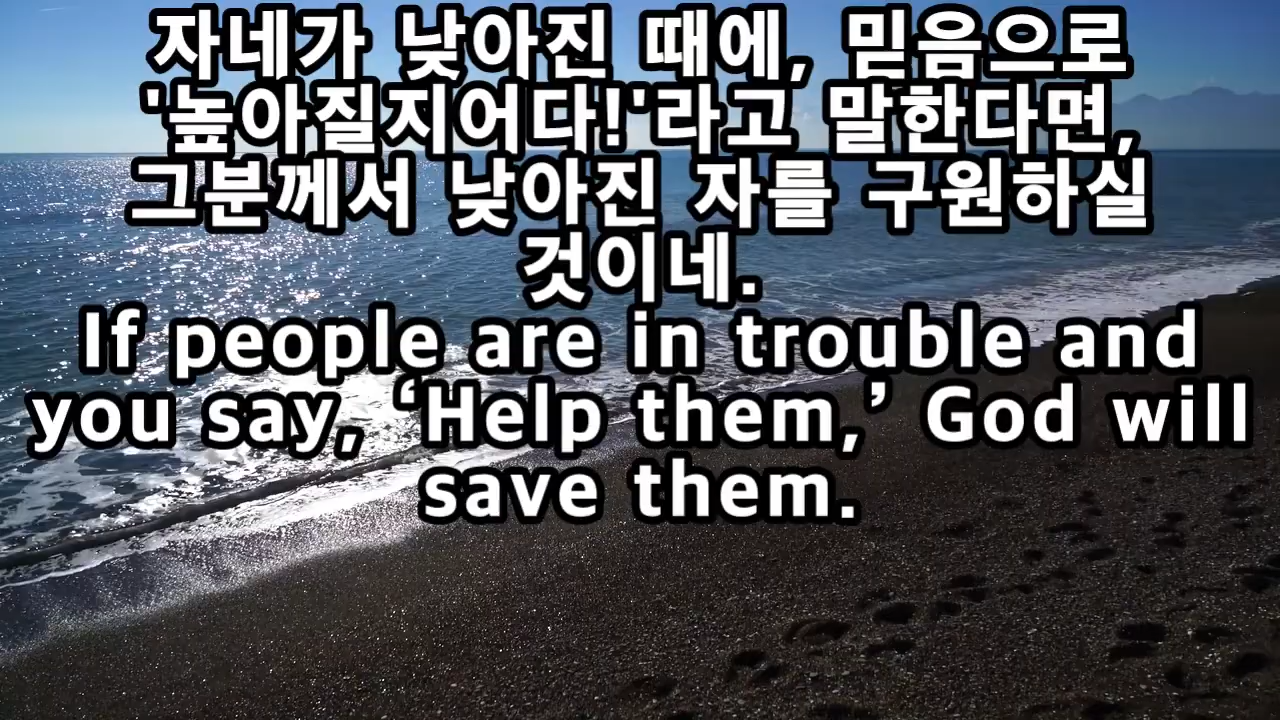 자네가 낮아진 때에, 믿음으로
'높아질지어다!'라고 말한다면,
그분께서 낮아진 자를 구원하실
것이네.
If people are in trouble and
you say, ‘Help them,’ God will
save them.